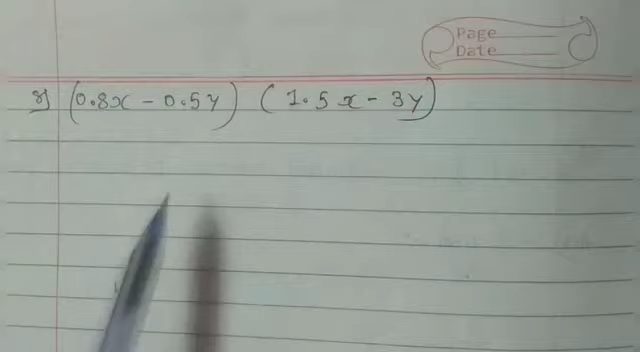 Page
Date
8) (0.8x - 0.5y) (1.5x - 3y)